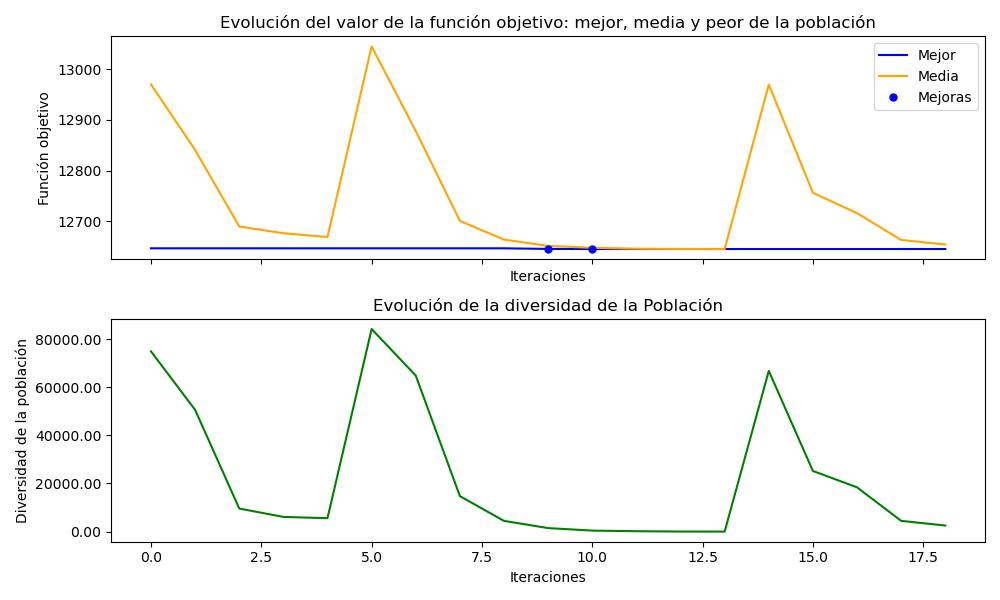 Evolución del valor de la función objetivo: mejor, media y peor de la población
Función objetivo
13000
12900
12800
12700
Mejor
Media
Mejoras
Iteraciones
Evolución de la diversidad de la Población
Diversidad de la población
80000.00
60000.00
40000.00
20000.00
0.00
0.0 2.5 5.0 7.5 10.0 12.5 15.0 17.5
Iteraciones